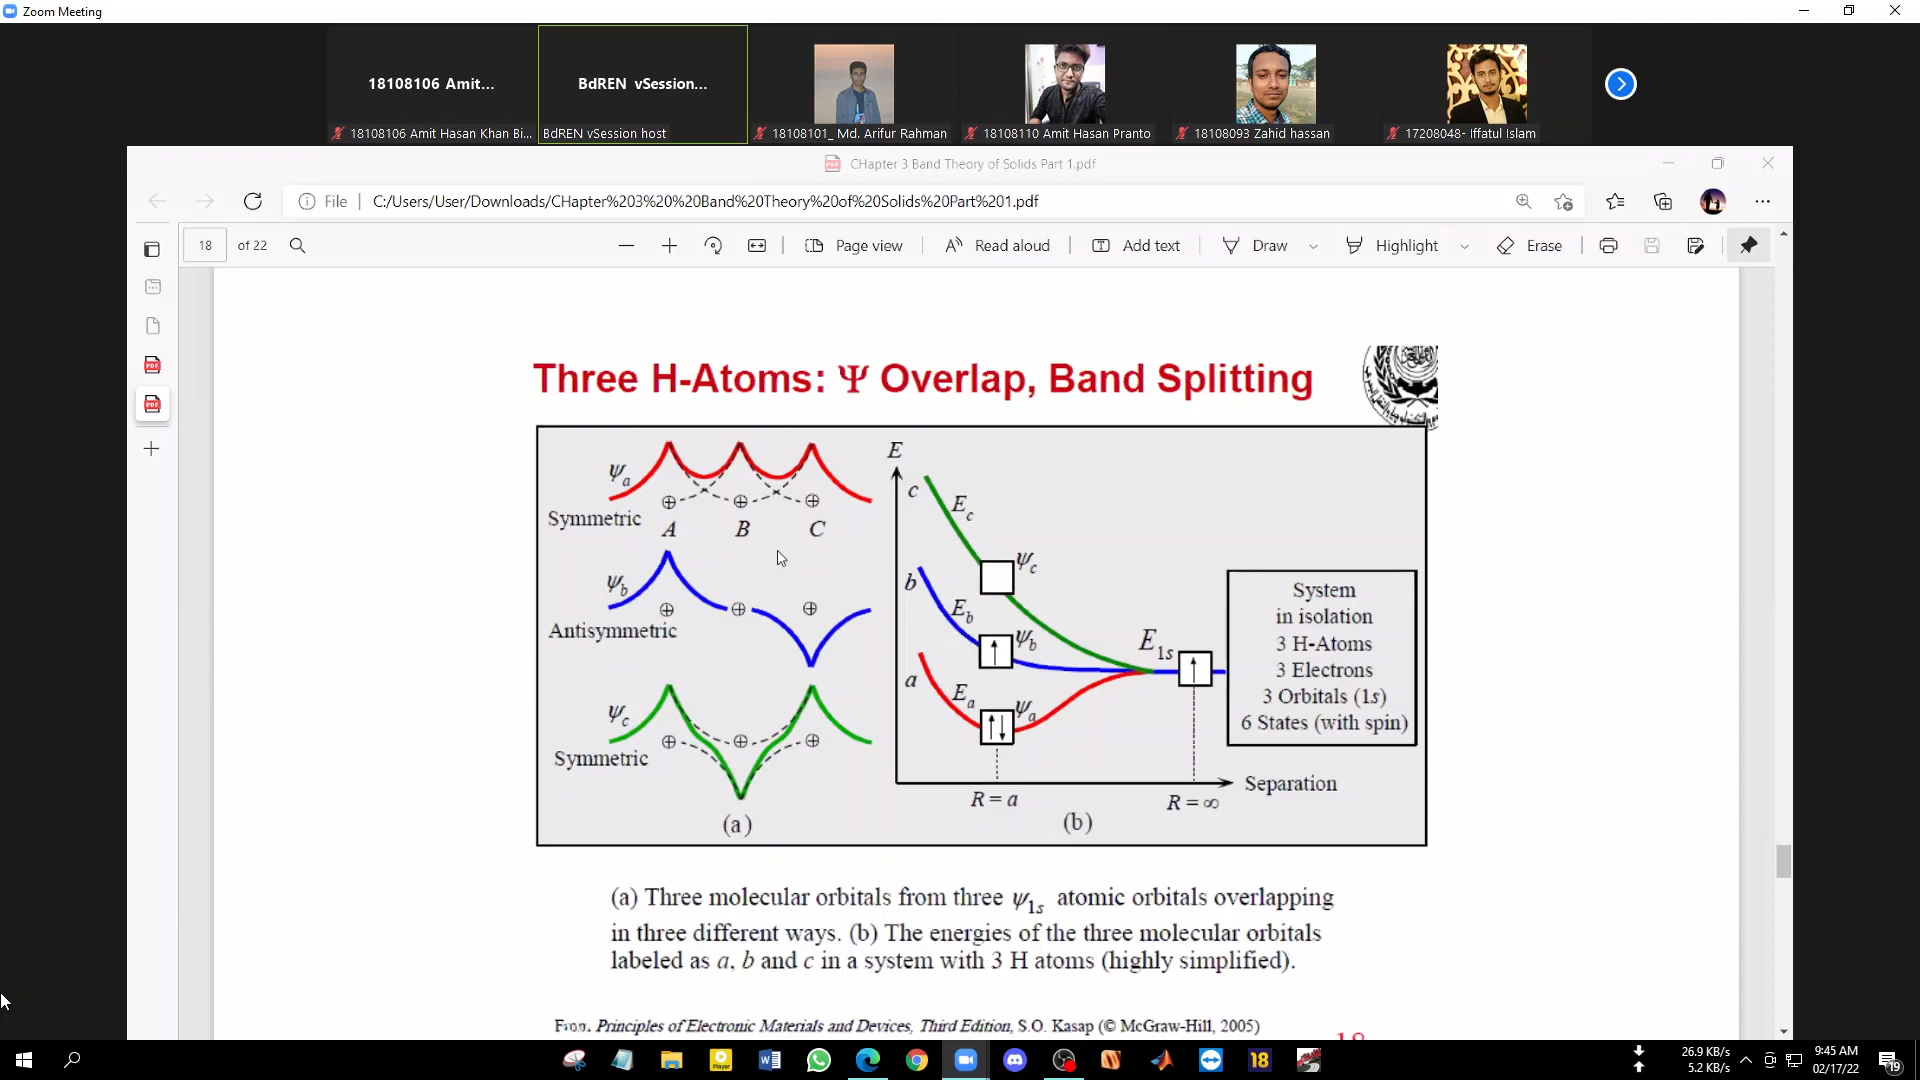 Zoom Meeting
18108106 Amit...
BdREN vSession...
18108106 Amit Hasan Khan Bi...
BdREN vSession host
18108101_ Md. Arifur Rahman
18108110 Amit Hasan Pranto
18108093 Zahid hassan
17208048- Iffatul Islam
CHapter 3 Band Theory of Solids Part 1.pdf
File
C:/Users/User/Downloads/CHapter%203%20%20Band%20Theory%20of%20Solids%20Part%201.pdf
18 of 22
Page view
Read aloud
Add text
Draw
Highlight
Erase
Three H-Atoms: Ψ Overlap, Band Splitting
ψa
Symmetric
A B C
ψb
Antisymmetric
ψc
Symmetric
(a)
E
c
Ec
ψc
b
Eb
ψb
a
Ea
ψa
E1s
System
in isolation
3 H-Atoms
3 Electrons
3 Orbitals (1s)
6 States (with spin)
Separation
R = a
R = ∞
(b)
(a) Three molecular orbitals from three ψ1s atomic orbitals overlapping
in three different ways. (b) The energies of the three molecular orbitals
labeled as a, b and c in a system with 3 H atoms (highly simplified).
From Principles of Electronic Materials and Devices, Third Edition, S.O. Kasap (© McGraw-Hill, 2005)
18
26.9 KB/s
5.2 KB/s
9:45 AM
02/17/22
19
18
Player